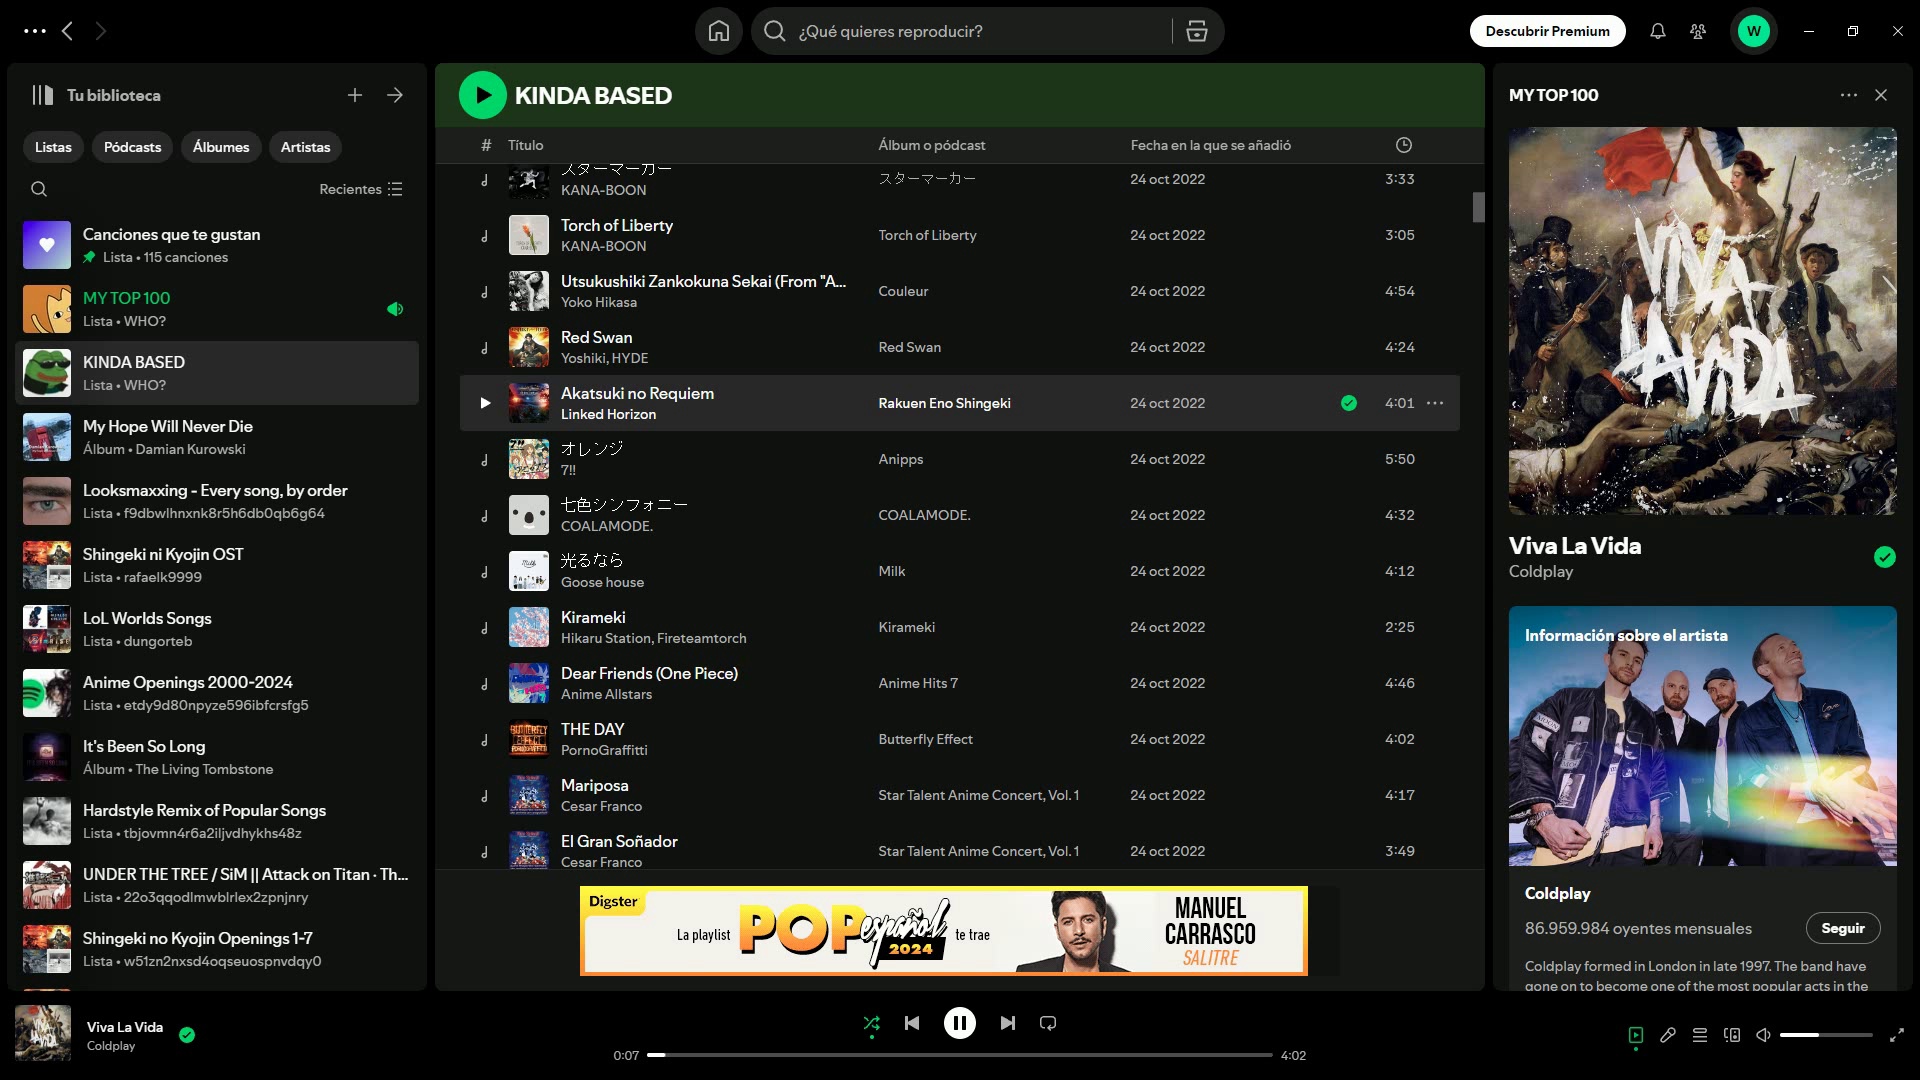 ¿Qué quieres reproducir?
Descubrir Premium
W
Tu biblioteca
Listas
Pódcasts
Álbumes
Artistas
Recientes
Canciones que te gustan
Lista • 115 canciones
MY TOP 100
Lista • WHO?
KINDA BASED
Lista • WHO?
My Hope Will Never Die
Álbum • Damian Kurowski
Looksmaxxing - Every song, by order
Lista • f9dbwlhnxnk8r5h6db0qb6g64
Shingeki ni Kyojin OST
Lista • rafaelk9999
LoL Worlds Songs
Lista • dungorteb
Anime Openings 2000-2024
Lista • etdy9d80npyze596ibfcrsfg5
It's Been So Long
Álbum • The Living Tombstone
Hardstyle Remix of Popular Songs
Lista • tbjovmn4r6a2iljvdhykhs48z
UNDER THE TREE / SiM || Attack on Titan · Th...
Lista • 22o3qqodlmwblrlex2zpnjnry
Shingeki no Kyojin Openings 1-7
Lista • w51zn2nxsd4oqseuospnvdqy0
KINDA BASED
# Título Álbum o pódcast Fecha en la que se añadió
スターマーカー
KANA-BOON
スターマーカー 24 oct 2022 3:33
Torch of Liberty
KANA-BOON
Torch of Liberty 24 oct 2022 3:05
Utsukushiki Zankokuna Sekai (From "A...
Yoko Hikasa
Couleur 24 oct 2022 4:54
Red Swan
Yoshiki, HYDE
Red Swan 24 oct 2022 4:24
Akatsuki no Requiem
Linked Horizon
Rakuen Eno Shingeki 24 oct 2022 4:01
オレンジ
7!!
Anipps 24 oct 2022 5:50
七色シンフォニー
COALAMODE.
COALAMODE. 24 oct 2022 4:32
光るなら
Goose house
Milk 24 oct 2022 4:12
Kirameki
Hikaru Station, Fireteamtorch
Kirameki 24 oct 2022 2:25
Dear Friends (One Piece)
Anime Allstars
Anime Hits 7 24 oct 2022 4:46
THE DAY
PornoGraffitti
Butterfly Effect 24 oct 2022 4:02
Mariposa
Cesar Franco
Star Talent Anime Concert, Vol. 1 24 oct 2022 4:17
El Gran Soñador
Cesar Franco
Star Talent Anime Concert, Vol. 1 24 oct 2022 3:49
Digster
La playlist POP español 2024 te trae
MANUEL
CARRASCO
SALITRE
MY TOP 100
VIVA
LA VIDA
Viva La Vida
Coldplay
Información sobre el artista
Coldplay
86.959.984 oyentes mensuales
Seguir
Coldplay formed in London in late 1997. The band have
gone on to become one of the most popular acts in the
Viva La Vida
Coldplay
0:07
4:02